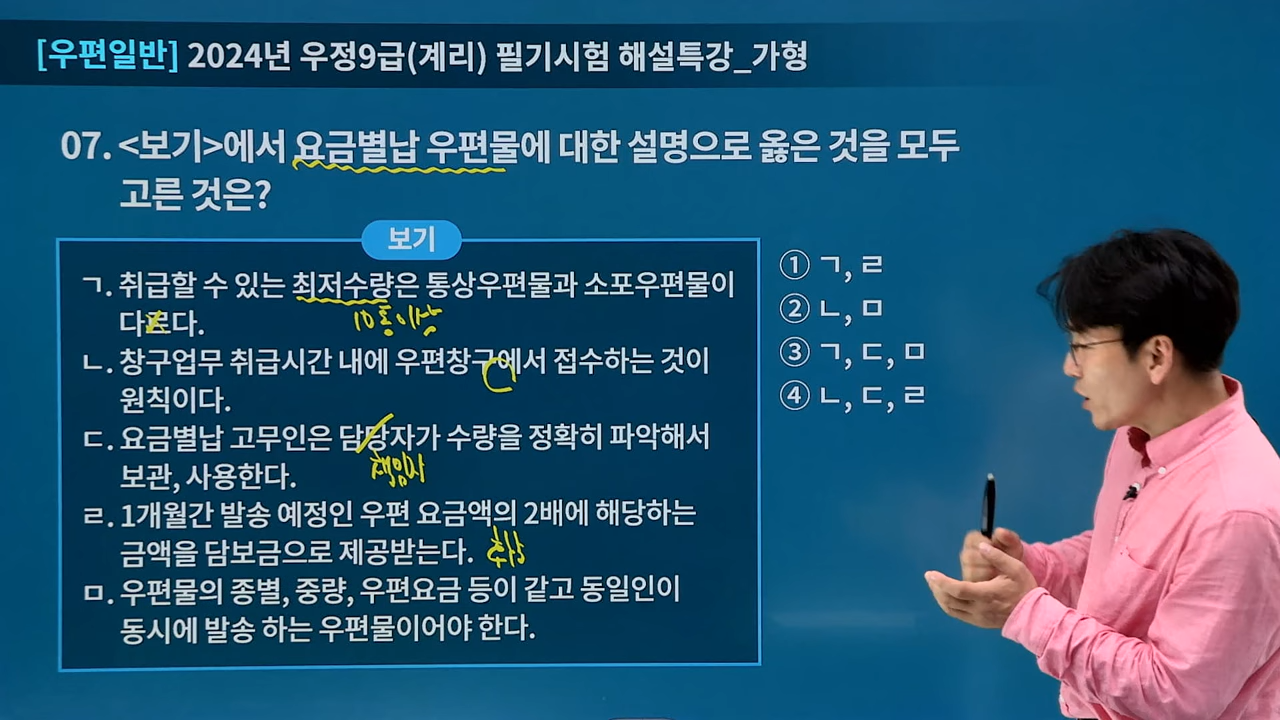 [우편일반] 2024년 우정9급(계리) 필기시험 해설특강_가형
07. <보기>에서 요금별납 우편물에 대한 설명으로 옳은 것을 모두
고른 것은?
보기
ㄱ. 취급할 수 있는 최저수량은 통상우편물과 소포우편물이
다르다.
10통이상
ㄴ. 창구업무 취급시간 내에 우편창구에서 접수하는 것이
원칙이다.
ㄷ. 요금별납 고무인은 담당자가 수량을 정확히 파악해서
책임자
보관, 사용한다.
ㄹ. 1개월간 발송 예정인 우편 요금액의 2배에 해당하는
금액을 담보금으로 제공받는다.
ㅁ. 우편물의 종별, 중량, 우편요금 등이 같고 동일인이
동시에 발송 하는 우편물이어야 한다.
① ㄱ, ㄹ
② ㄴ, ㅁ
③ ㄱ, ㄷ, ㅁ
④ ㄴ, ㄷ, ㄹ